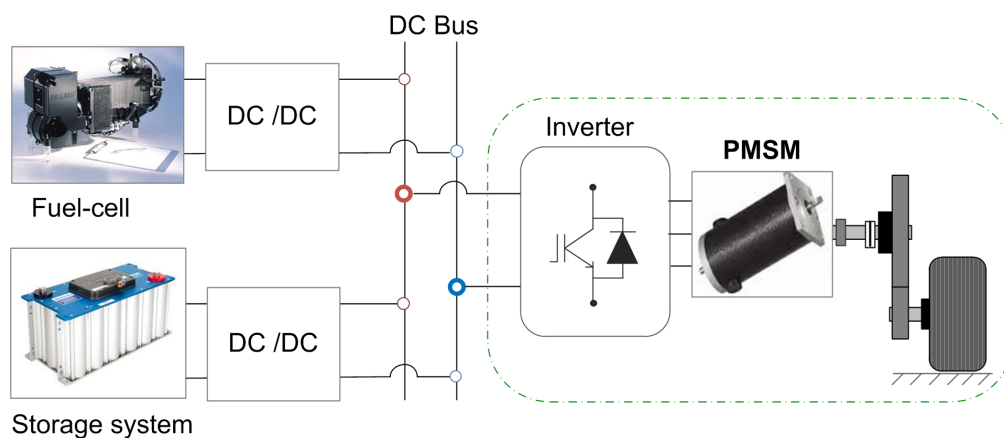 DC Bus
DC /DC
Fuel-cell
Inverter
PMSM
DC /DC
Storage system